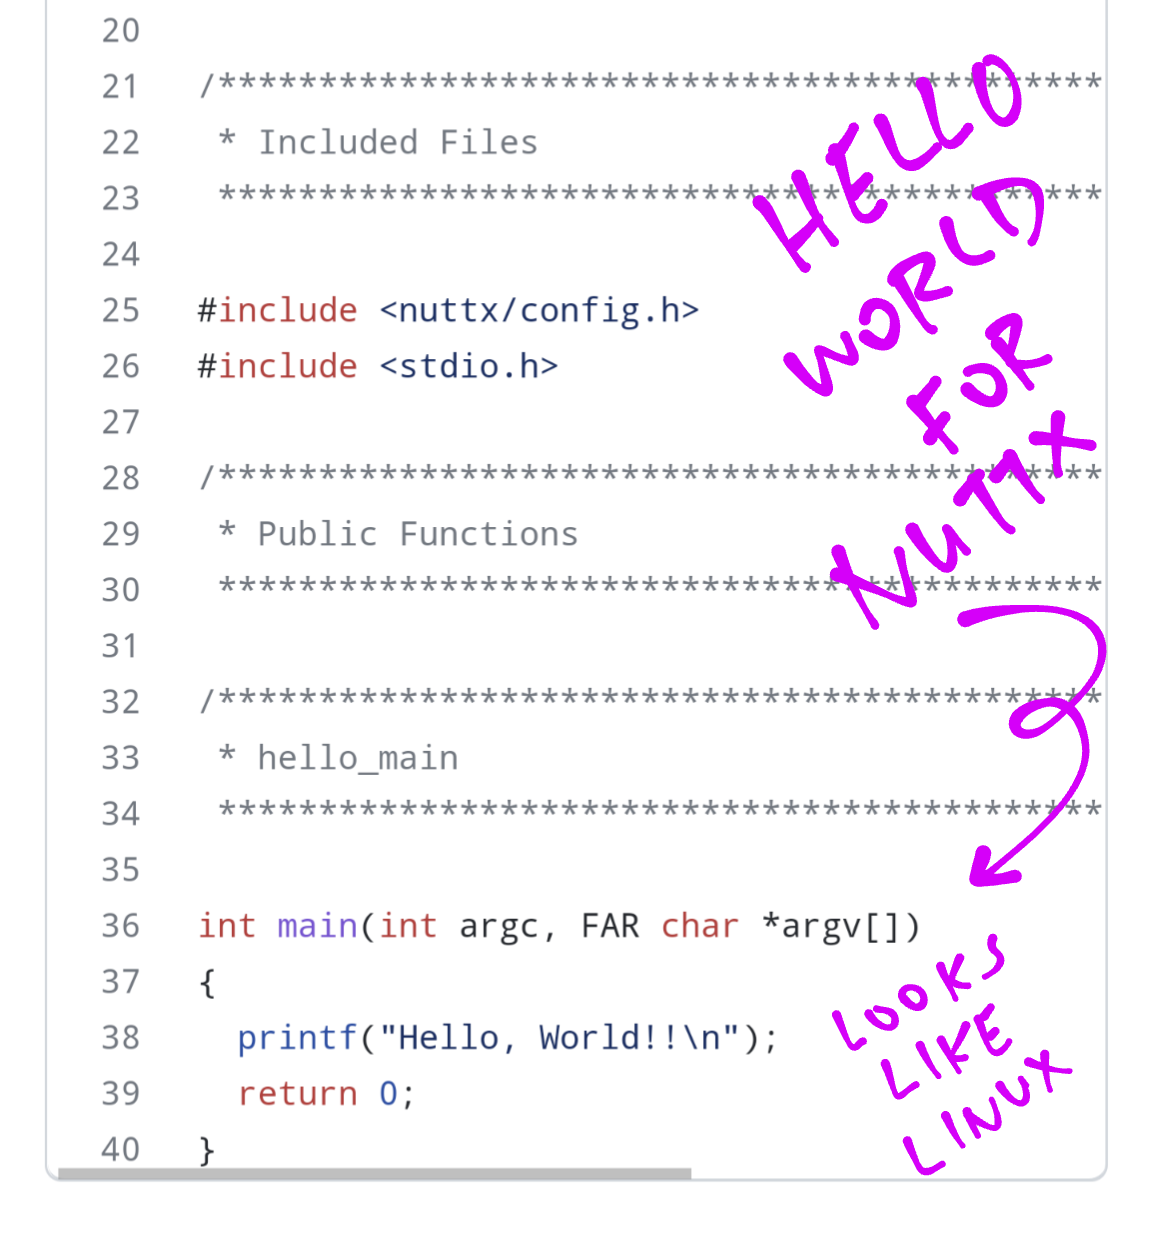 20
21 /********************************************
22  * Included Files
23  ********************************************
24
25 #include <nuttx/config.h>
26 #include <stdio.h>
27
28 /********************************************
29  * Public Functions
30  ********************************************
31
32 /********************************************
33  * hello_main
34  ********************************************
35
36 int main(int argc, FAR char *argv[])
37 {
38   printf("Hello, World!!\n");
39   return 0;
40 }
HELLO
WORLD
FOR
NUTTX
LOOKS
LIKE
LINUX